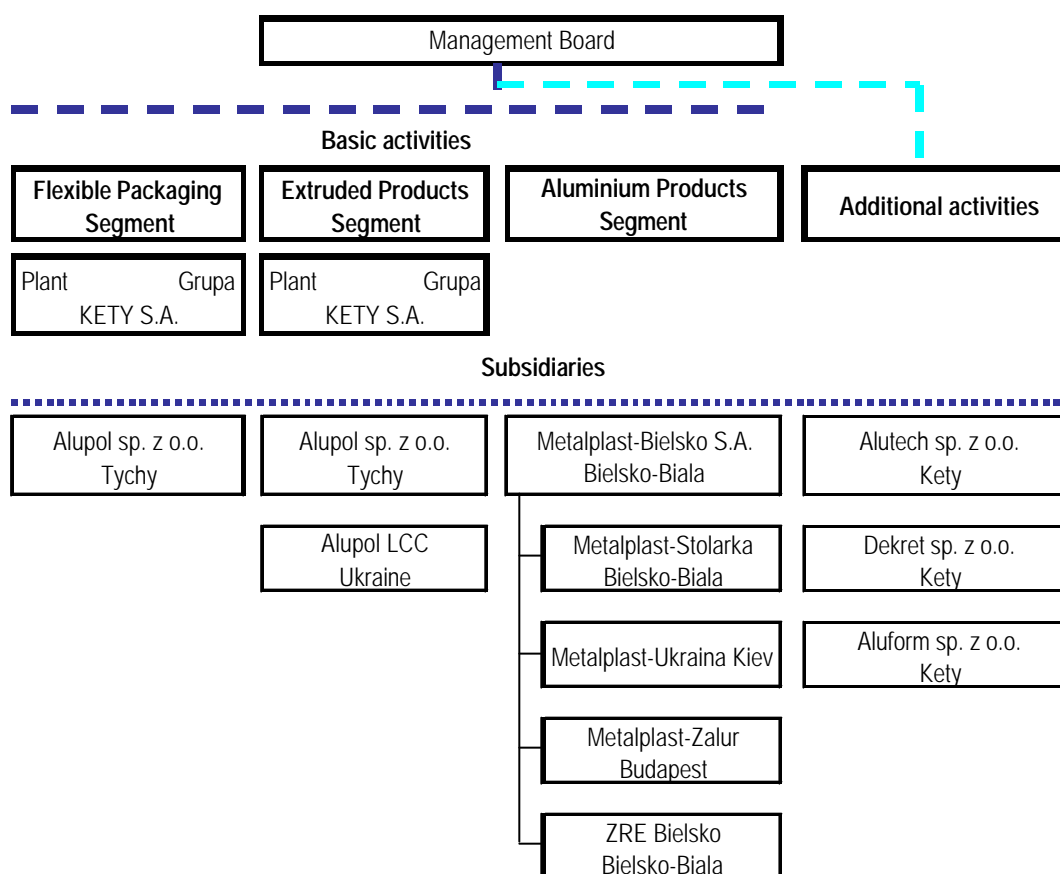 Management Board
Basic activities
Flexible Packaging
Segment
Extruded Products
Segment
Aluminium Products
Segment
Additional activities
Plant Grupa
KETY S.A.
Plant Grupa
KETY S.A.
Subsidiaries
Alupol sp. z o.o.
Tychy
Alupol sp. z o.o.
Tychy
Metalplast-Bielsko S.A.
Bielsko-Biala
Alutech sp. z o.o.
Kety
Alupol LCC
Ukraine
Metalplast-Stolarka
Bielsko-Biala
Dekret sp. z o.o.
Kety
Metalplast-Ukraina Kiev
Aluform sp. z o.o.
Kety
Metalplast-Zalur
Budapest
ZRE Bielsko
Bielsko-Biala